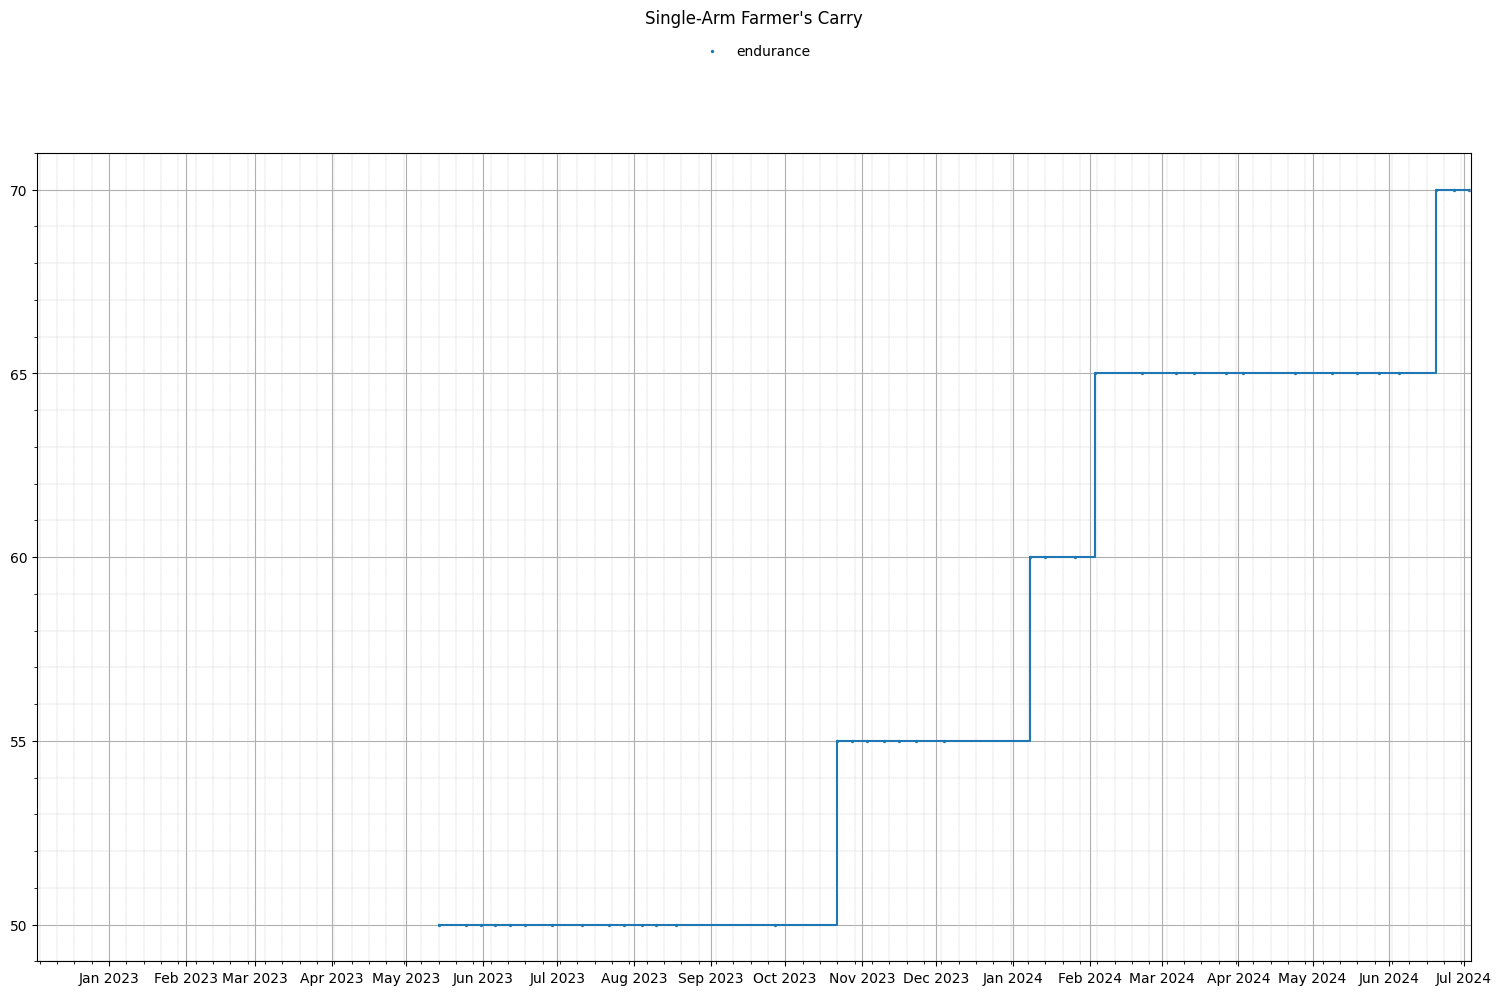 Single-Arm Farmer's Carry
endurance
70
65
60
55
50
Jan 2023 Feb 2023 Mar 2023 Apr 2023 May 2023 Jun 2023 Jul 2023 Aug 2023 Sep 2023 Oct 2023 Nov 2023 Dec 2023 Jan 2024 Feb 2024 Mar 2024 Apr 2024 May 2024 Jun 2024 Jul 2024